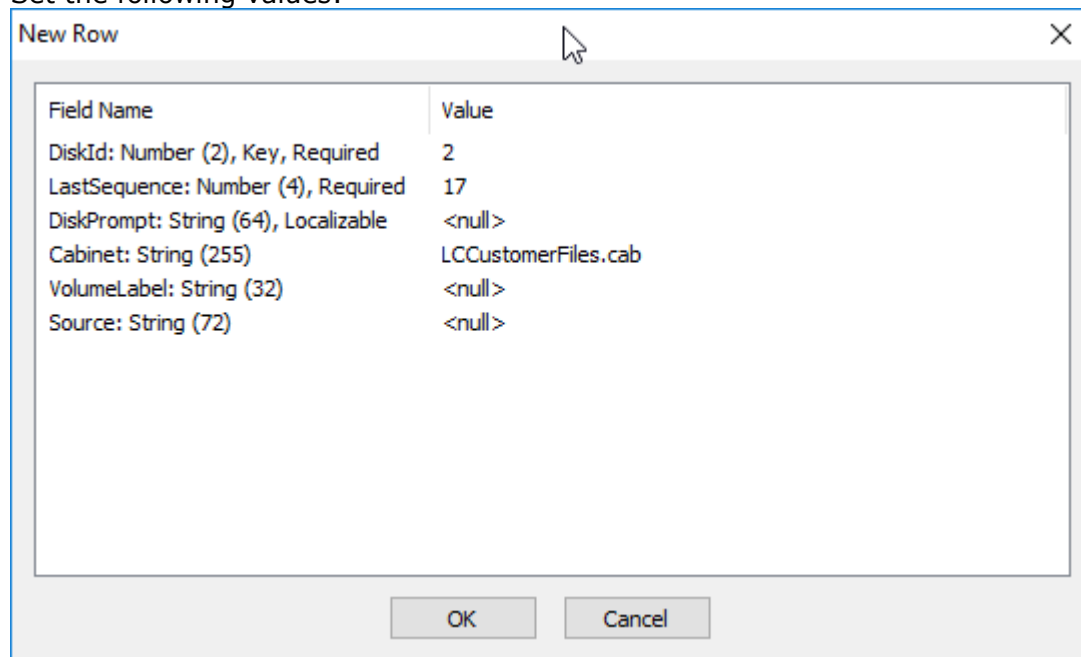 Set the following values:
New Row
Field Name Value
DiskId: Number (2), Key, Required 2
LastSequence: Number (4), Required 17
DiskPrompt: String (64), Localizable <null>
Cabinet: String (255) LCCustomerFiles.cab
VolumeLabel: String (32) <null>
Source: String (72) <null>
OK Cancel